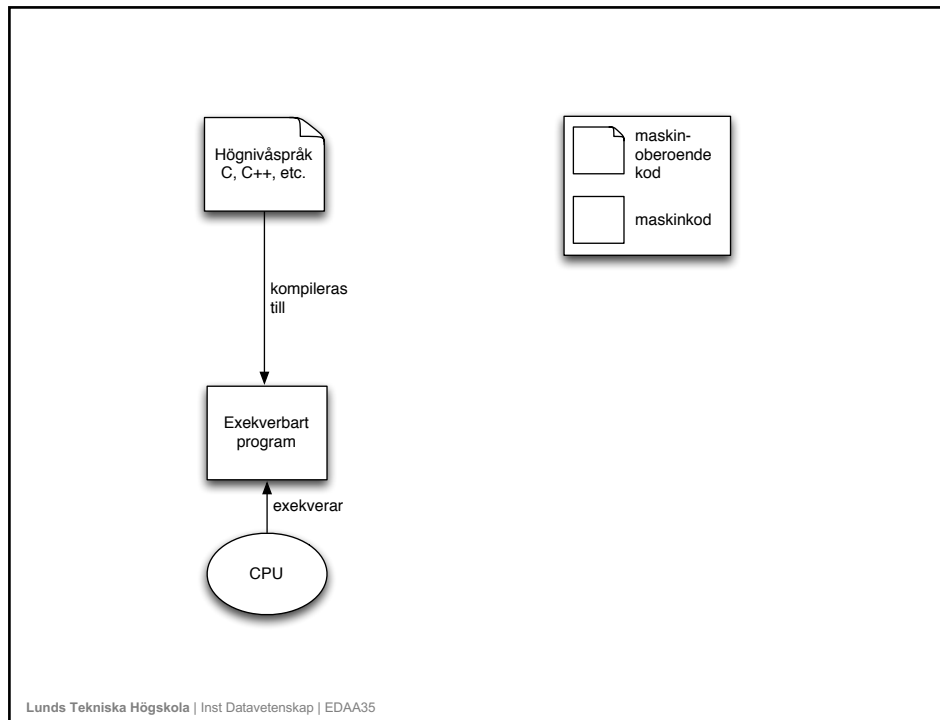 Högnivåspråk
C, C++, etc.
kompileras
till
Exekverbart
program
exekverar
CPU
maskin-
oberoende
kod
maskinkod
Lunds Tekniska Högskola | Inst Datavetenskap | EDAA35